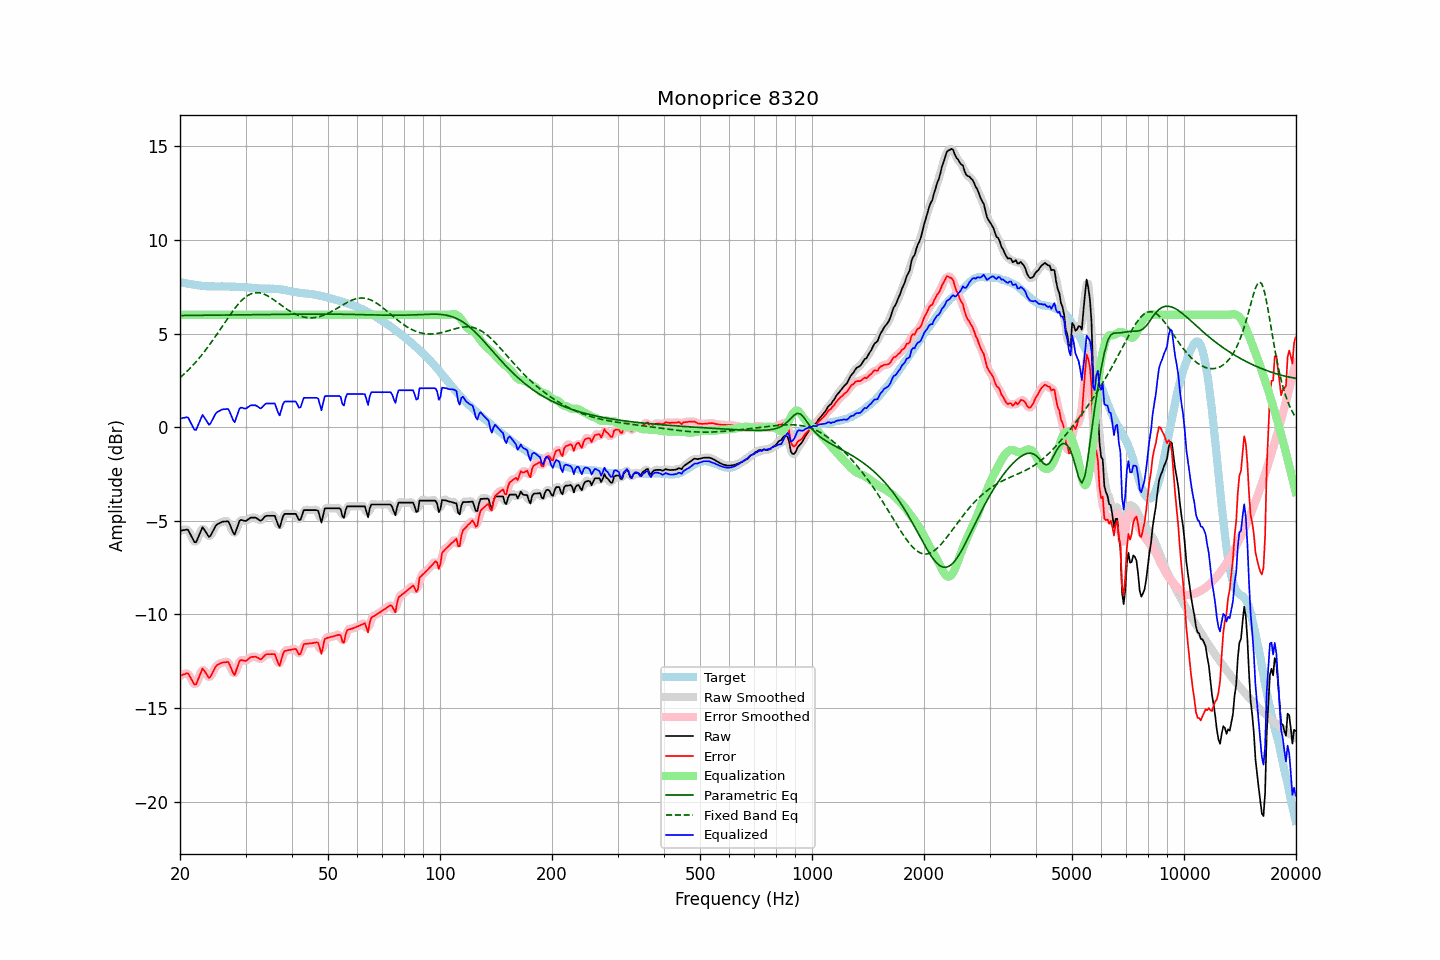 Monoprice 8320
Amplitude (dBr)
15
10
5
0
−5
−10
−15
−20
Target
Raw Smoothed
Error Smoothed
Raw
Error
Equalization
Parametric Eq
Fixed Band Eq
Equalized
20
50
100
200
500
1000
2000
5000
10000
20000
Frequency (Hz)